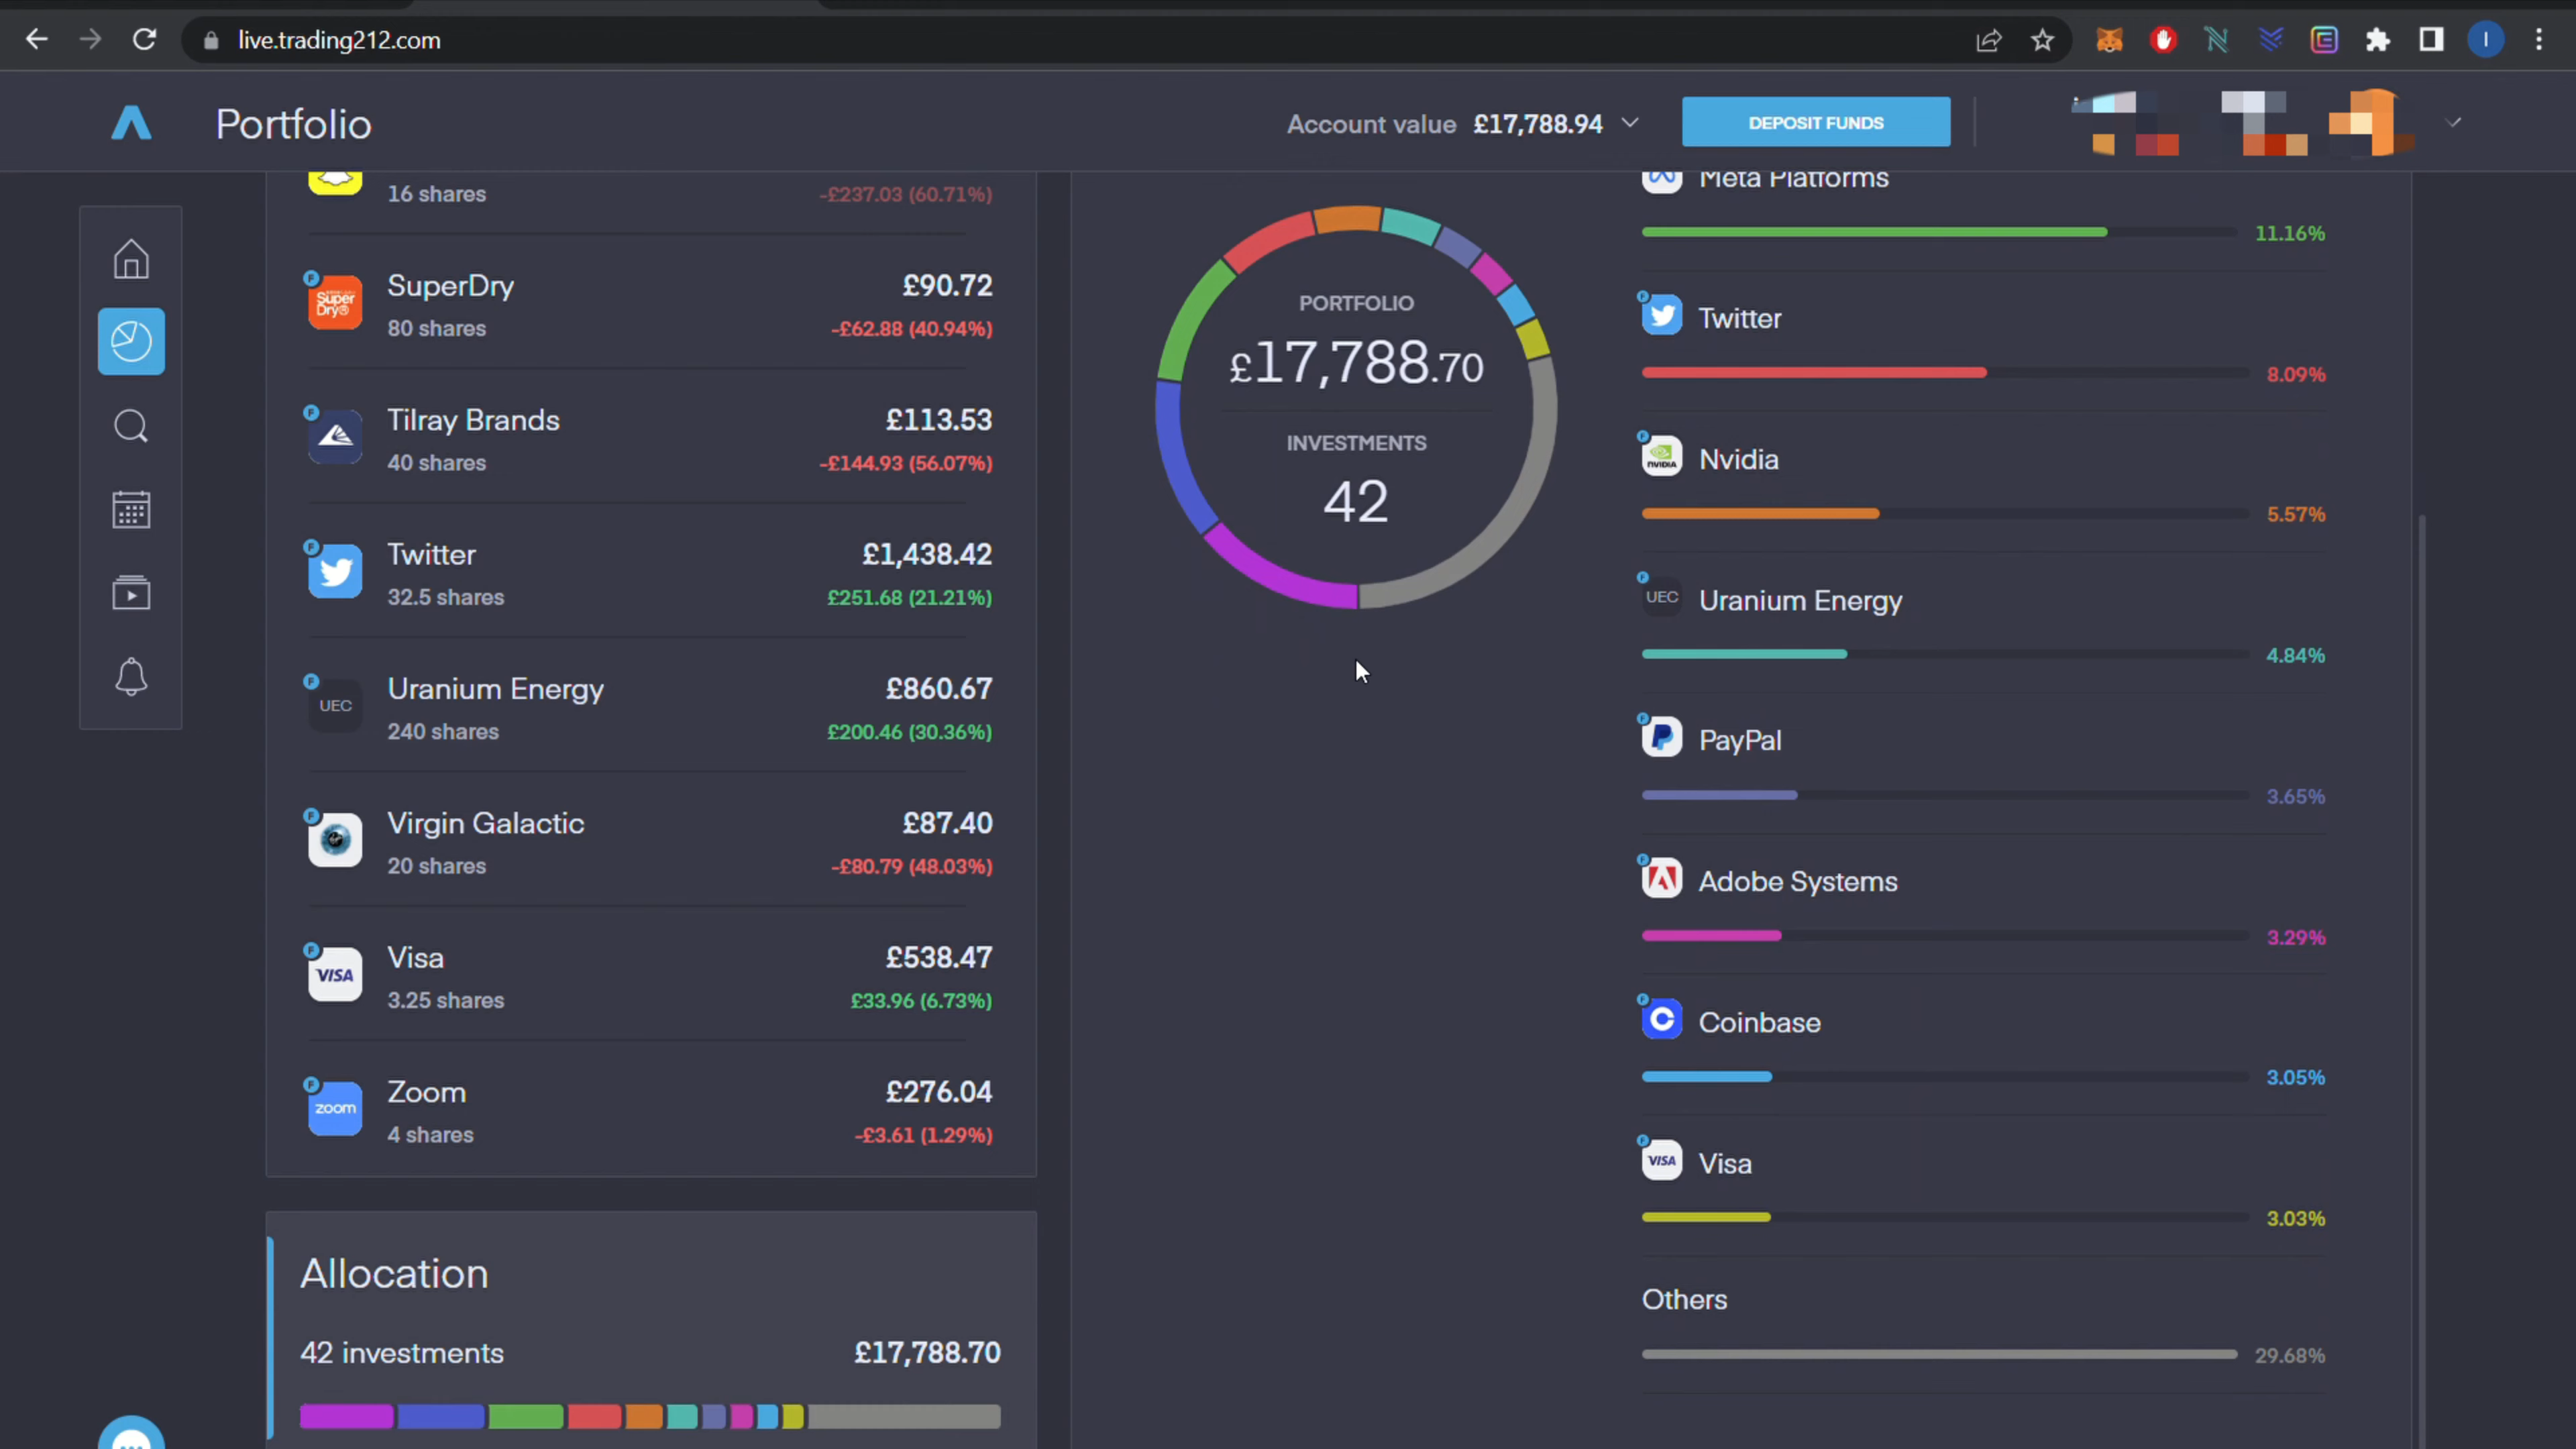 live.trading212.com
I
Portfolio
Account value £17,788.94
DEPOSIT FUNDS
16 shares
-£237.03 (60.71%)
Super
Dry®
SuperDry
£90.72
80 shares
-£62.88 (40.94%)
Tilray Brands
£113.53
40 shares
-£144.93 (56.07%)
Twitter
£1,438.42
32.5 shares
£251.68 (21.21%)
UEC
Uranium Energy
£860.67
240 shares
£200.46 (30.36%)
Virgin Galactic
£87.40
20 shares
-£80.79 (48.03%)
VISA
Visa
£538.47
3.25 shares
£33.96 (6.73%)
zoom
Zoom
£276.04
4 shares
-£3.61 (1.29%)
Allocation
42 investments
£17,788.70
PORTFOLIO
£17,788.70
INVESTMENTS
42
Meta Platforms
11.16%
Twitter
8.09%
NVIDIA
Nvidia
5.57%
UEC
Uranium Energy
4.84%
PayPal
3.65%
Adobe Systems
3.29%
Coinbase
3.05%
VISA
Visa
3.03%
Others
29.68%